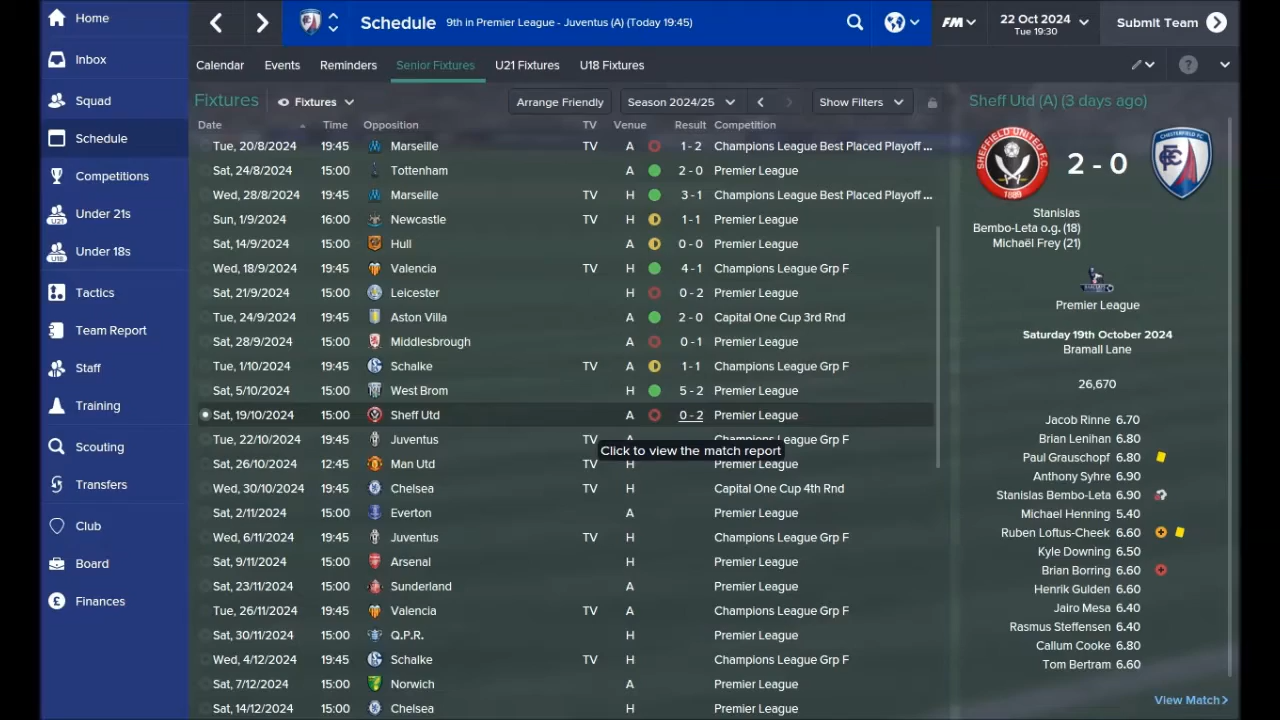 Home
Inbox
Squad
Schedule
Competitions
Under 21s
Under 18s
Tactics
Team Report
Staff
Training
Scouting
Transfers
Club
Board
Finances
Schedule 9th in Premier League - Juventus (A) (Today 19:45)
FM
22 Oct 2024
Tue 19:30
Submit Team
Calendar Events Reminders Senior Fixtures U21 Fixtures U18 Fixtures
Fixtures Fixtures Arrange Friendly Season 2024/25 Show Filters
Date Time Opposition TV Venue Result Competition
Tue, 20/8/2024 19:45 Marseille TV A 1 - 2 Champions League Best Placed Playoff ...
Sat, 24/8/2024 15:00 Tottenham A 2 - 0 Premier League
Wed, 28/8/2024 19:45 Marseille TV H 3 - 1 Champions League Best Placed Playoff ...
Sun, 1/9/2024 16:00 Newcastle TV H 1 - 1 Premier League
Sat, 14/9/2024 15:00 Hull A 0 - 0 Premier League
Wed, 18/9/2024 19:45 Valencia TV H 4 - 1 Champions League Grp F
Sat, 21/9/2024 15:00 Leicester H 0 - 2 Premier League
Tue, 24/9/2024 19:45 Aston Villa A 2 - 0 Capital One Cup 3rd Rnd
Sat, 28/9/2024 15:00 Middlesbrough A 0 - 1 Premier League
Tue, 1/10/2024 19:45 Schalke TV A 1 - 1 Champions League Grp F
Sat, 5/10/2024 15:00 West Brom H 5 - 2 Premier League
Sat, 19/10/2024 15:00 Sheff Utd A 0 - 2 Premier League
Tue, 22/10/2024 19:45 Juventus TV A Champions League Grp F
Click to view the match report
Sat, 26/10/2024 12:45 Man Utd TV H Premier League
Wed, 30/10/2024 19:45 Chelsea TV H Capital One Cup 4th Rnd
Sat, 2/11/2024 15:00 Everton A Premier League
Wed, 6/11/2024 19:45 Juventus TV H Champions League Grp F
Sat, 9/11/2024 15:00 Arsenal H Premier League
Sat, 23/11/2024 15:00 Sunderland A Premier League
Tue, 26/11/2024 19:45 Valencia TV A Champions League Grp F
Sat, 30/11/2024 15:00 Q.P.R. H Premier League
Wed, 4/12/2024 19:45 Schalke TV H Champions League Grp F
Sat, 7/12/2024 15:00 Norwich A Premier League
Sat, 14/12/2024 15:00 Chelsea H Premier League
Sheff Utd (A) (3 days ago)
SHEFFIELD UNITED F.C.
1889
2 - 0
CHESTERFIELD FC
Stanislas
Bembo-Leta o.g. (18)
Michaël Frey (21)
Premier League
Saturday 19th October 2024
Bramall Lane
26,670
Jacob Rinne 6.70
Brian Lenihan 6.80
Paul Grauschopf 6.80
Anthony Syhre 6.90
Stanislas Bembo-Leta 6.90
Michael Henning 5.40
Ruben Loftus-Cheek 6.60
Kyle Downing 6.50
Brian Borring 6.60
Henrik Gulden 6.60
Jairo Mesa 6.40
Rasmus Steffensen 6.40
Callum Cooke 6.80
Tom Bertram 6.60
View Match